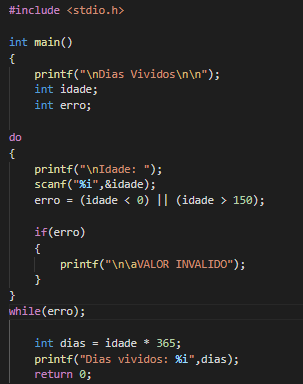 #include <stdio.h>
int main()
{
printf("\nDias Vividos\n\n");
int idade;
int erro;
do
{
printf("\nIdade: ");
scanf("%i",&idade);
erro = (idade < 0) || (idade > 150);
if(erro)
{
printf("\n\aVALOR INVALIDO");
}
}
while(erro);
int dias = idade * 365;
printf("Dias vividos: %i",dias);
return 0;